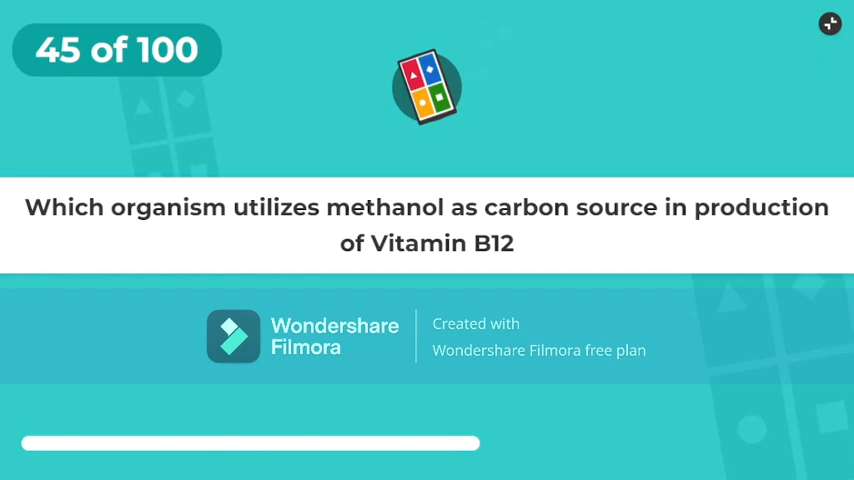 45 of 100
Which organism utilizes methanol as carbon source in production
of Vitamin B12
Wondershare
Filmora
Created with
Wondershare Filmora free plan